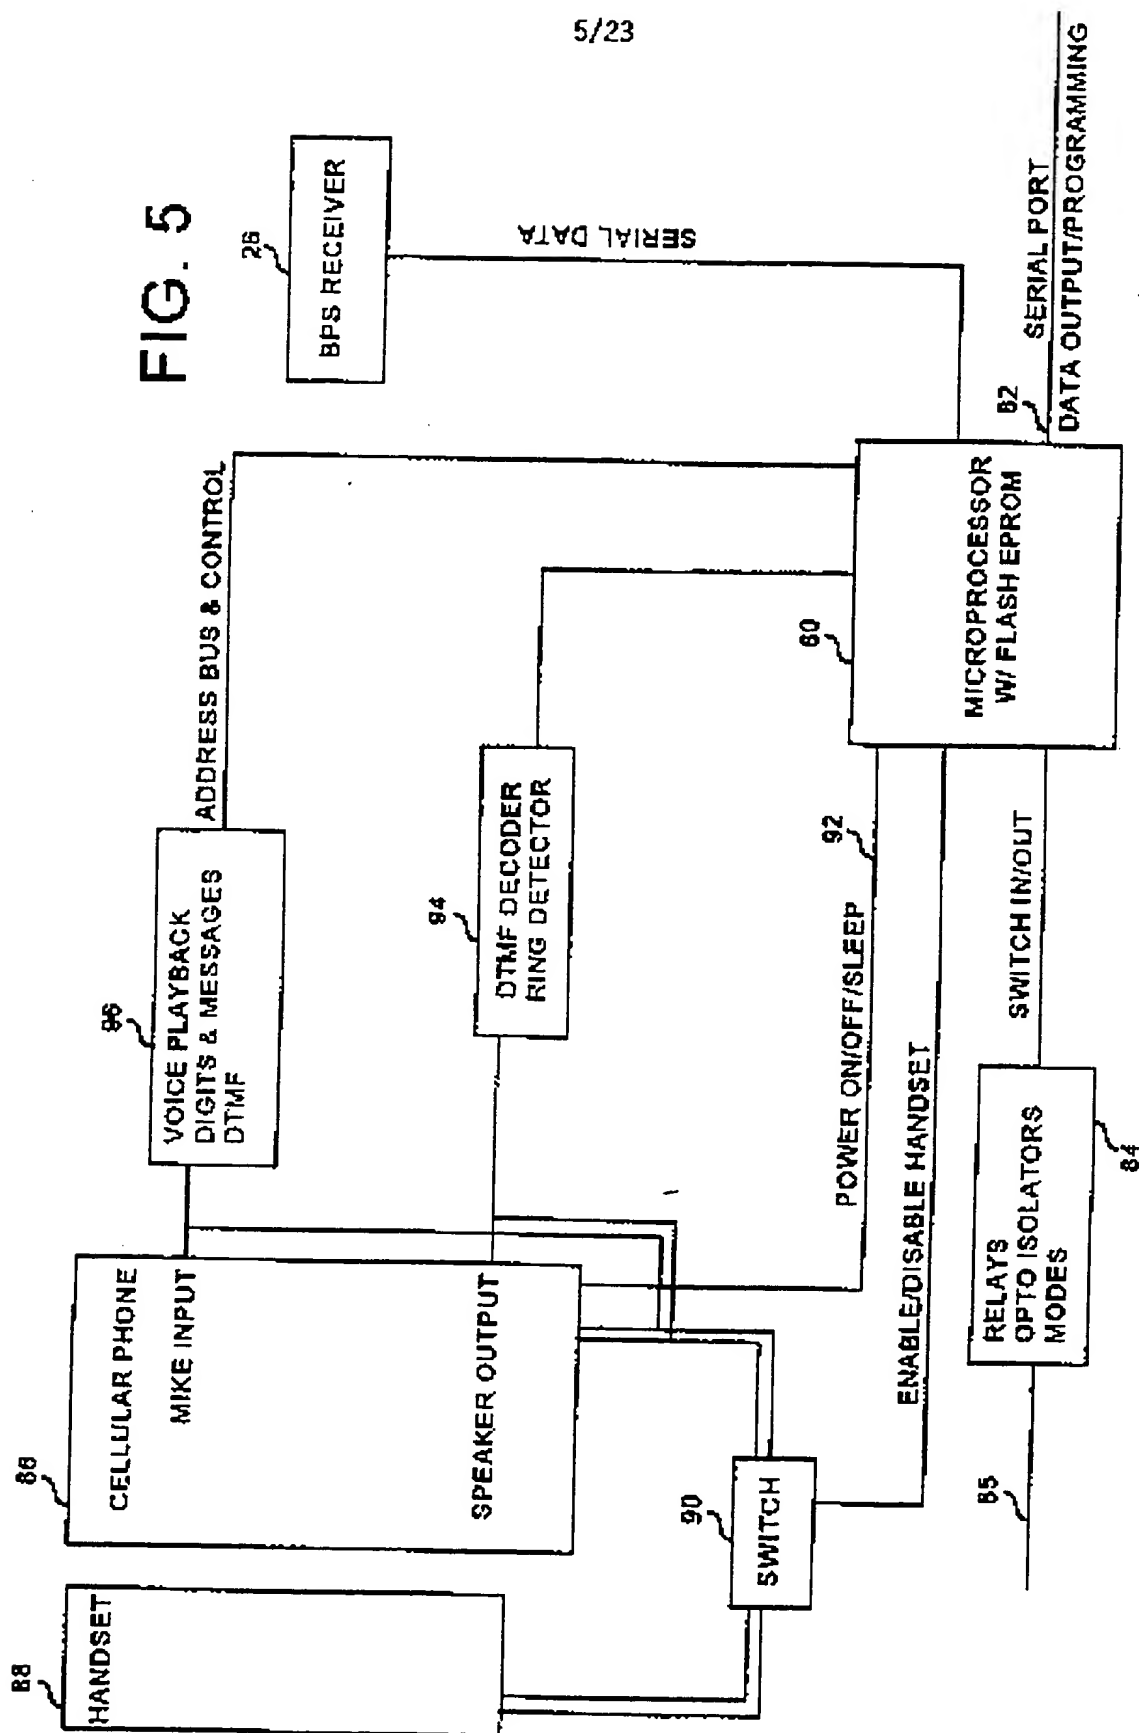 5/23
FIG. 5
26
BPS RECEIVER
SERIAL DATA
ADDRESS BUS & CONTROL
96
VOICE PLAYBACK
DIGITS & MESSAGES
DTMF
94
DTMF DECODER
RING DETECTOR
86
CELLULAR PHONE
MIKE INPUT
SPEAKER OUTPUT
88
HANDSET
90
SWITCH
POWER ON/OFF/SLEEP
92
ENABLE/DISABLE HANDSET
80
MICROPROCESSOR
W/ FLASH EPROM
82
SERIAL PORT
DATA OUTPUT/PROGRAMMING
SWITCH IN/OUT
RELAYS
OPTO ISOLATORS
MODES
84
85